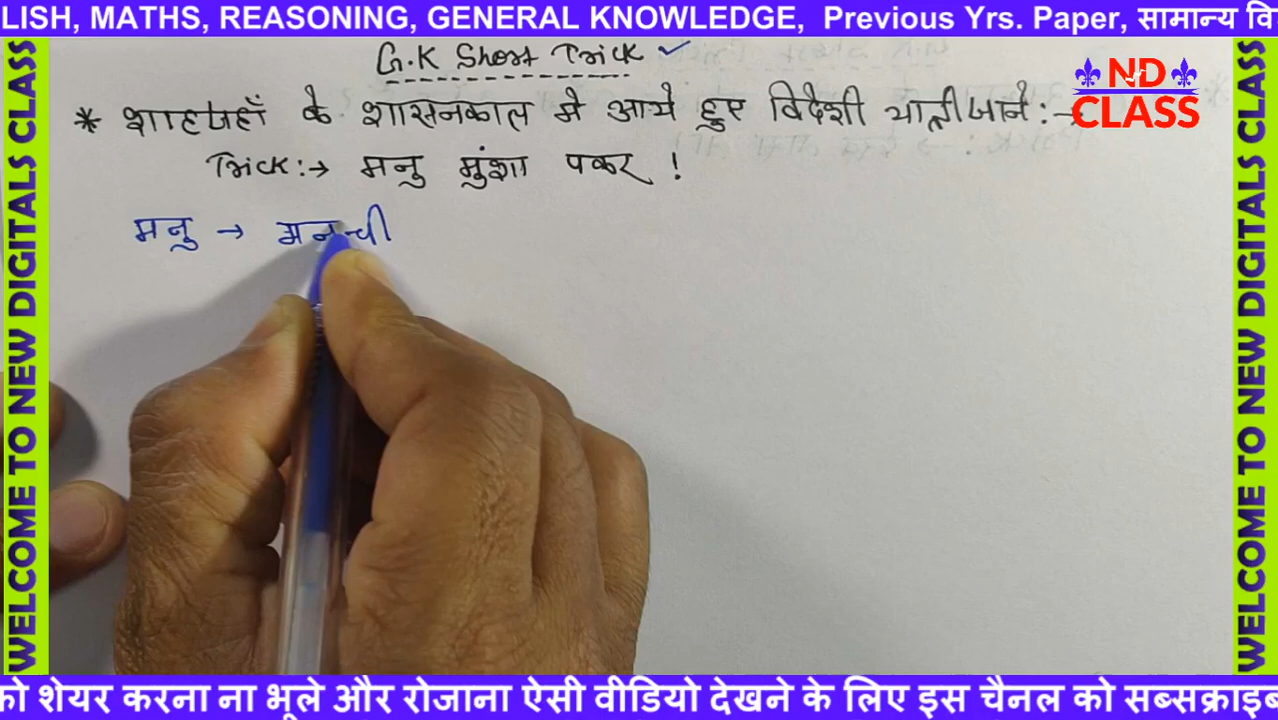 LISH, MATHS, REASONING, GENERAL KNOWLEDGE, Previous Yrs. Paper, सामान्य वि
G.K Short Trick ✓
ND
CLASS
* शाहजहाँ के शासनकाल में आये हुए विदेशी यात्री जाने :→
Trick :→ मनु मुंशा पकर !
मनु → मनूची
WELCOME TO NEW DIGITALS CLASS
WELCOME TO NEW DIGITALS CLASS
को शेयर करना ना भूले और रोजाना ऐसी वीडियो देखने के लिए इस चैनल को सब्सक्राइब